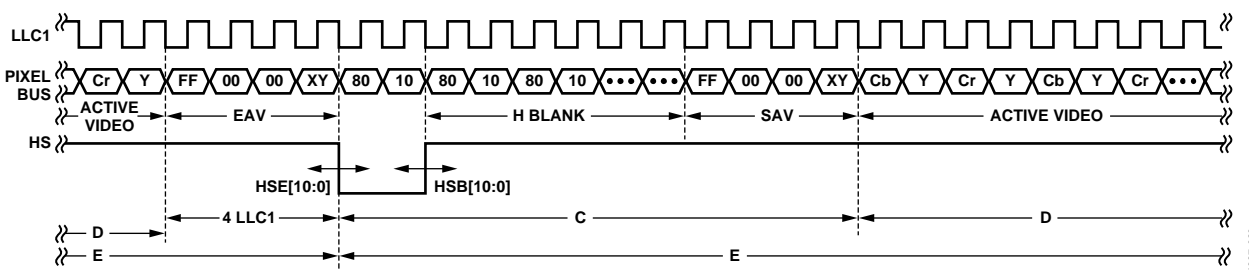 LLC1
PIXEL BUS Cr Y FF 00 00 XY 80 10 80 10 80 10 ••• ••• FF 00 00 XY Cb Y Cr Y Cb Y Cr •••
ACTIVE VIDEO EAV H BLANK SAV ACTIVE VIDEO
HS
HSE[10:0] HSB[10:0]
4 LLC1 C D
D
E E